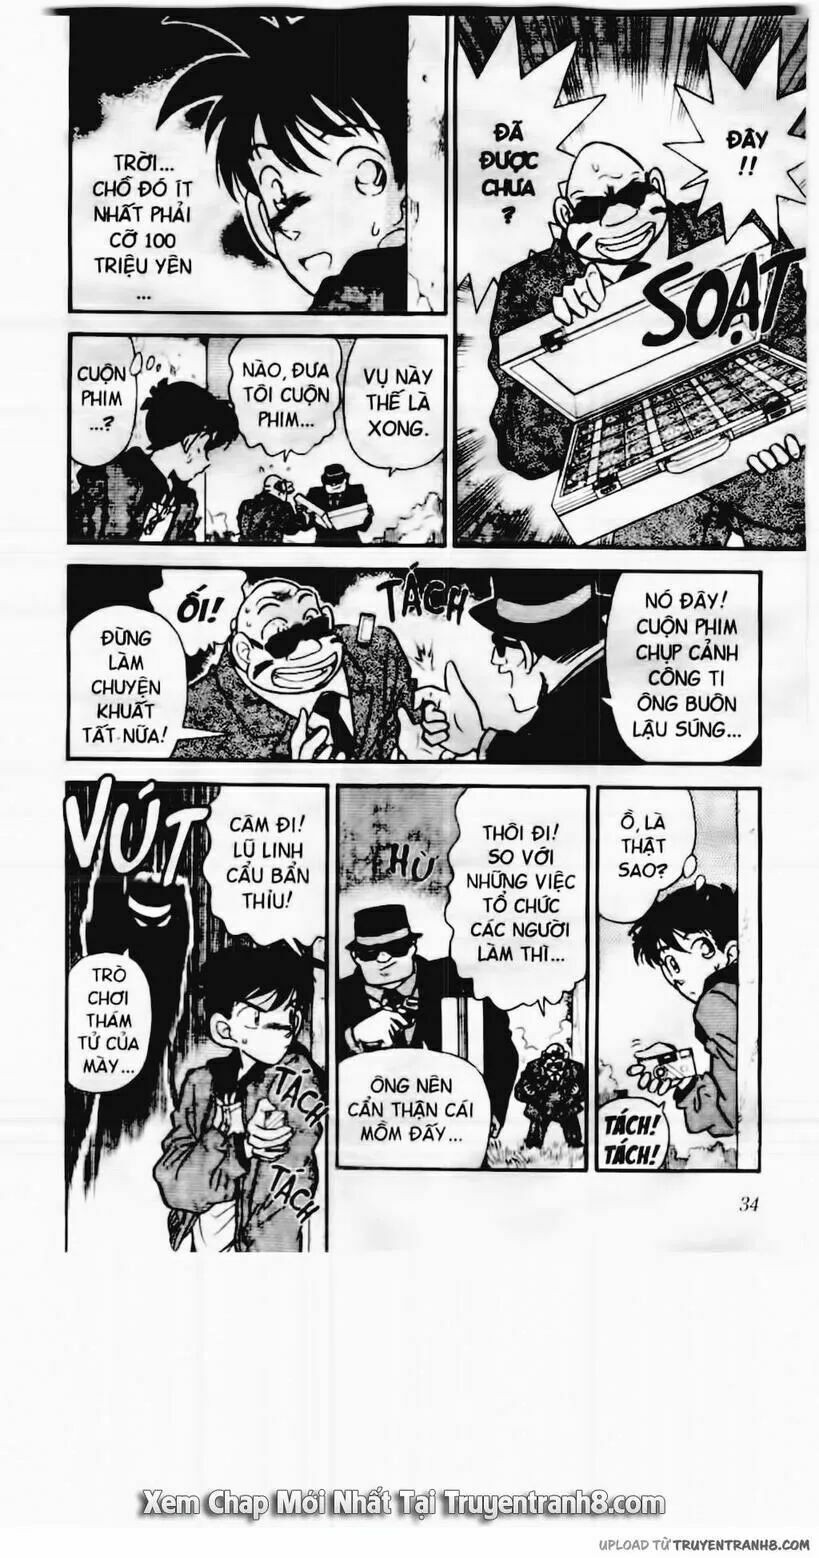 ĐÂY
!!
ĐÃ
ĐƯỢC
CHƯA
?
SOẠT
TRỜI...
CHỖ ĐÓ ÍT
NHẤT PHẢI
CỠ 100
TRIỆU YÊN
...
VỤ NÀY
THẾ LÀ
XONG.
NÀO, ĐƯA
TÔI CUỘN
PHIM...
CUỘN
PHIM
...?
NÓ ĐÂY!
CUỘN PHIM
CHỤP CẢNH
CÔNG TI
ÔNG BUÔN
LẬU SÚNG...
TÁCH
ỐI!
ĐỪNG
LÀM
CHUYỆN
KHUẤT
TẤT NỮA!
Ồ, LÀ
THẬT
SAO?
TÁCH!
TÁCH!
THÔI ĐI!
SO VỚI
NHỮNG VIỆC
TỔ CHỨC
CÁC NGƯỜI
LÀM THÌ...
HỪ
ÔNG NÊN
CẨN THẬN CÁI
MỒM ĐẤY...
CÂM ĐI!
LŨ LINH
CẨU BẨN
THỈU!
VÚT
TRÒ
CHƠI
THÁM
TỬ CỦA
MÀY...
TÁCH
TÁCH
34
Xem Chap Mới Nhất Tại Truyentranh8.com
UPLOAD TỪ TRUYENTRANH8.COM